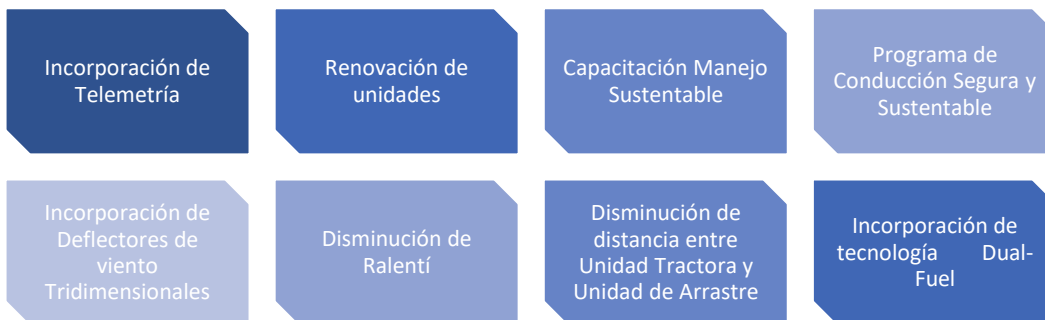 Incorporación de
Telemetría
Renovación de
unidades
Capacitación Manejo
Sustentable
Programa de
Conducción Segura y
Sustentable
Incorporación de
Deflectores de
viento
Tridimensionales
Disminución de
Ralentí
Disminución de
distancia entre
Unidad Tractora y
Unidad de Arrastre
Incorporación de
tecnología Dual-
Fuel